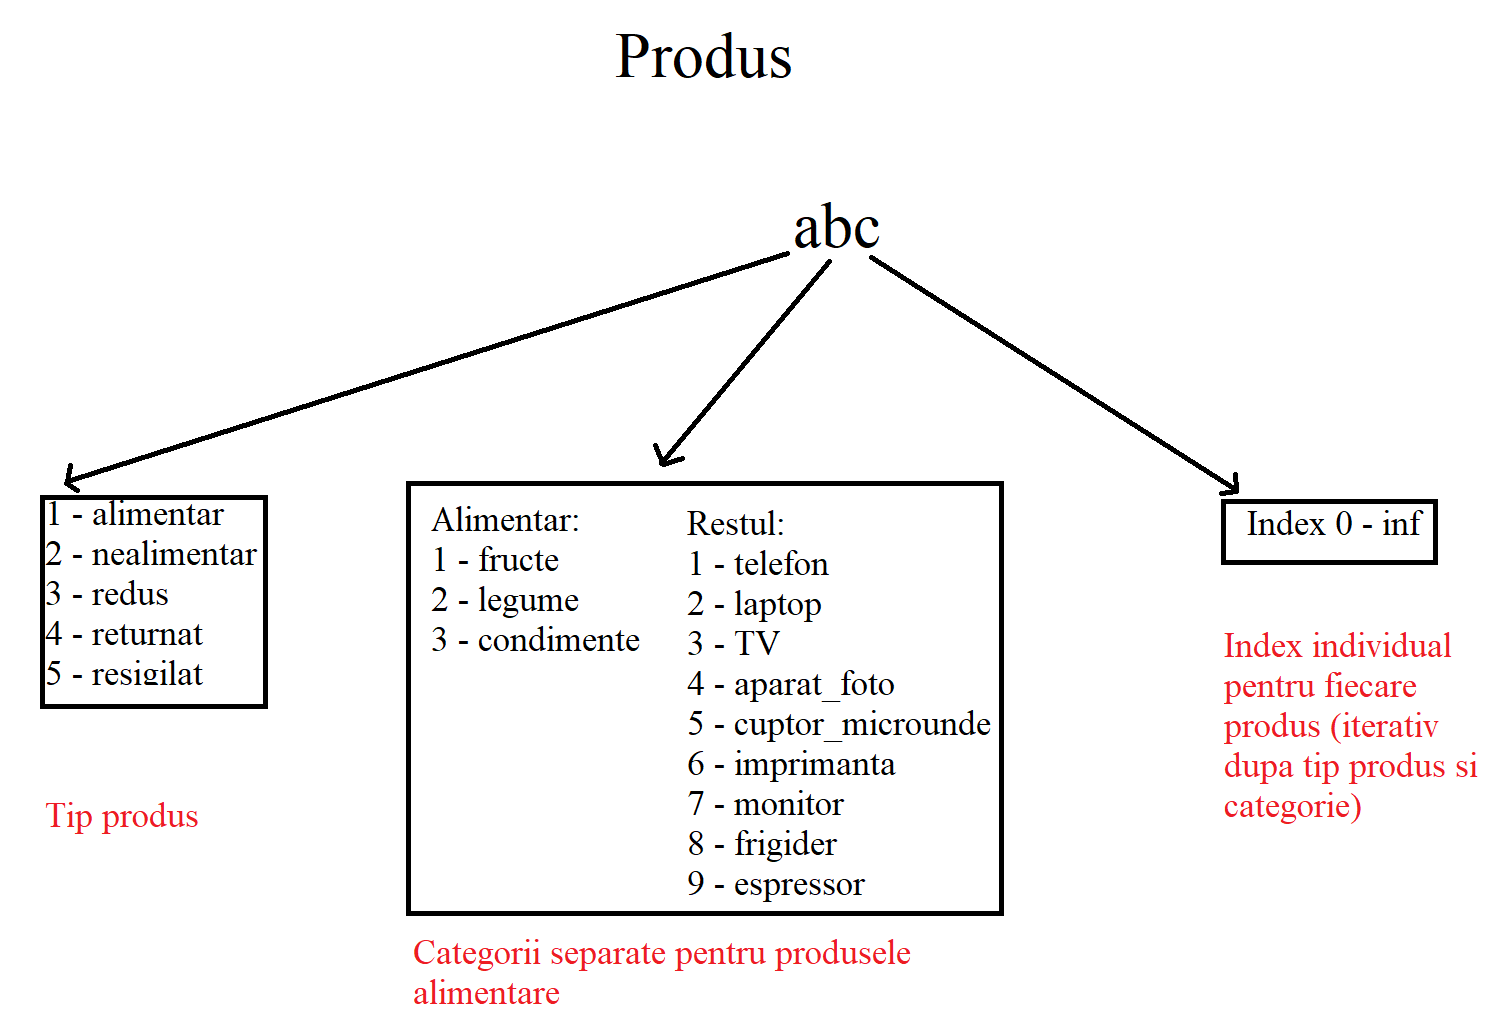 Produs
abc
1 - alimentar
2 - nealimentar
3 - redus
4 - returnat
5 - resigilat
Tip produs
Alimentar:
1 - fructe
2 - legume
3 - condimente
Restul:
1 - telefon
2 - laptop
3 - TV
4 - aparat_foto
5 - cuptor_microunde
6 - imprimanta
7 - monitor
8 - frigider
9 - espressor
Categorii separate pentru produsele
alimentare
Index 0 - inf
Index individual
pentru fiecare
produs (iterativ
dupa tip produs si
categorie)